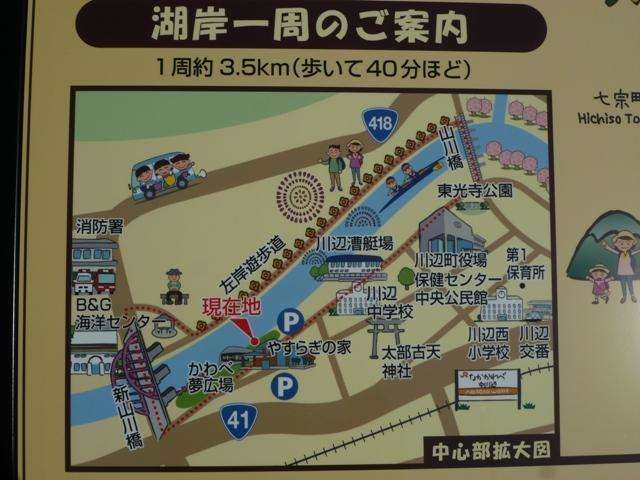 湖岸一周のご案内
1周約3.5km(歩いて40分ほど)
七宗町
Hichiso To
418
山川橋
東光寺公園
消防署
左岸遊歩道
川辺漕艇場
川辺町役場
保健センター
中央公民館
第1
保育所
B&G
海洋センター
現在地
P
川辺
中学校
やすらぎの家
太部古天
神社
川辺西
小学校
川辺
交番
かわべ
夢広場
P
新山川橋
41
なかかわべ
中心部拡大図